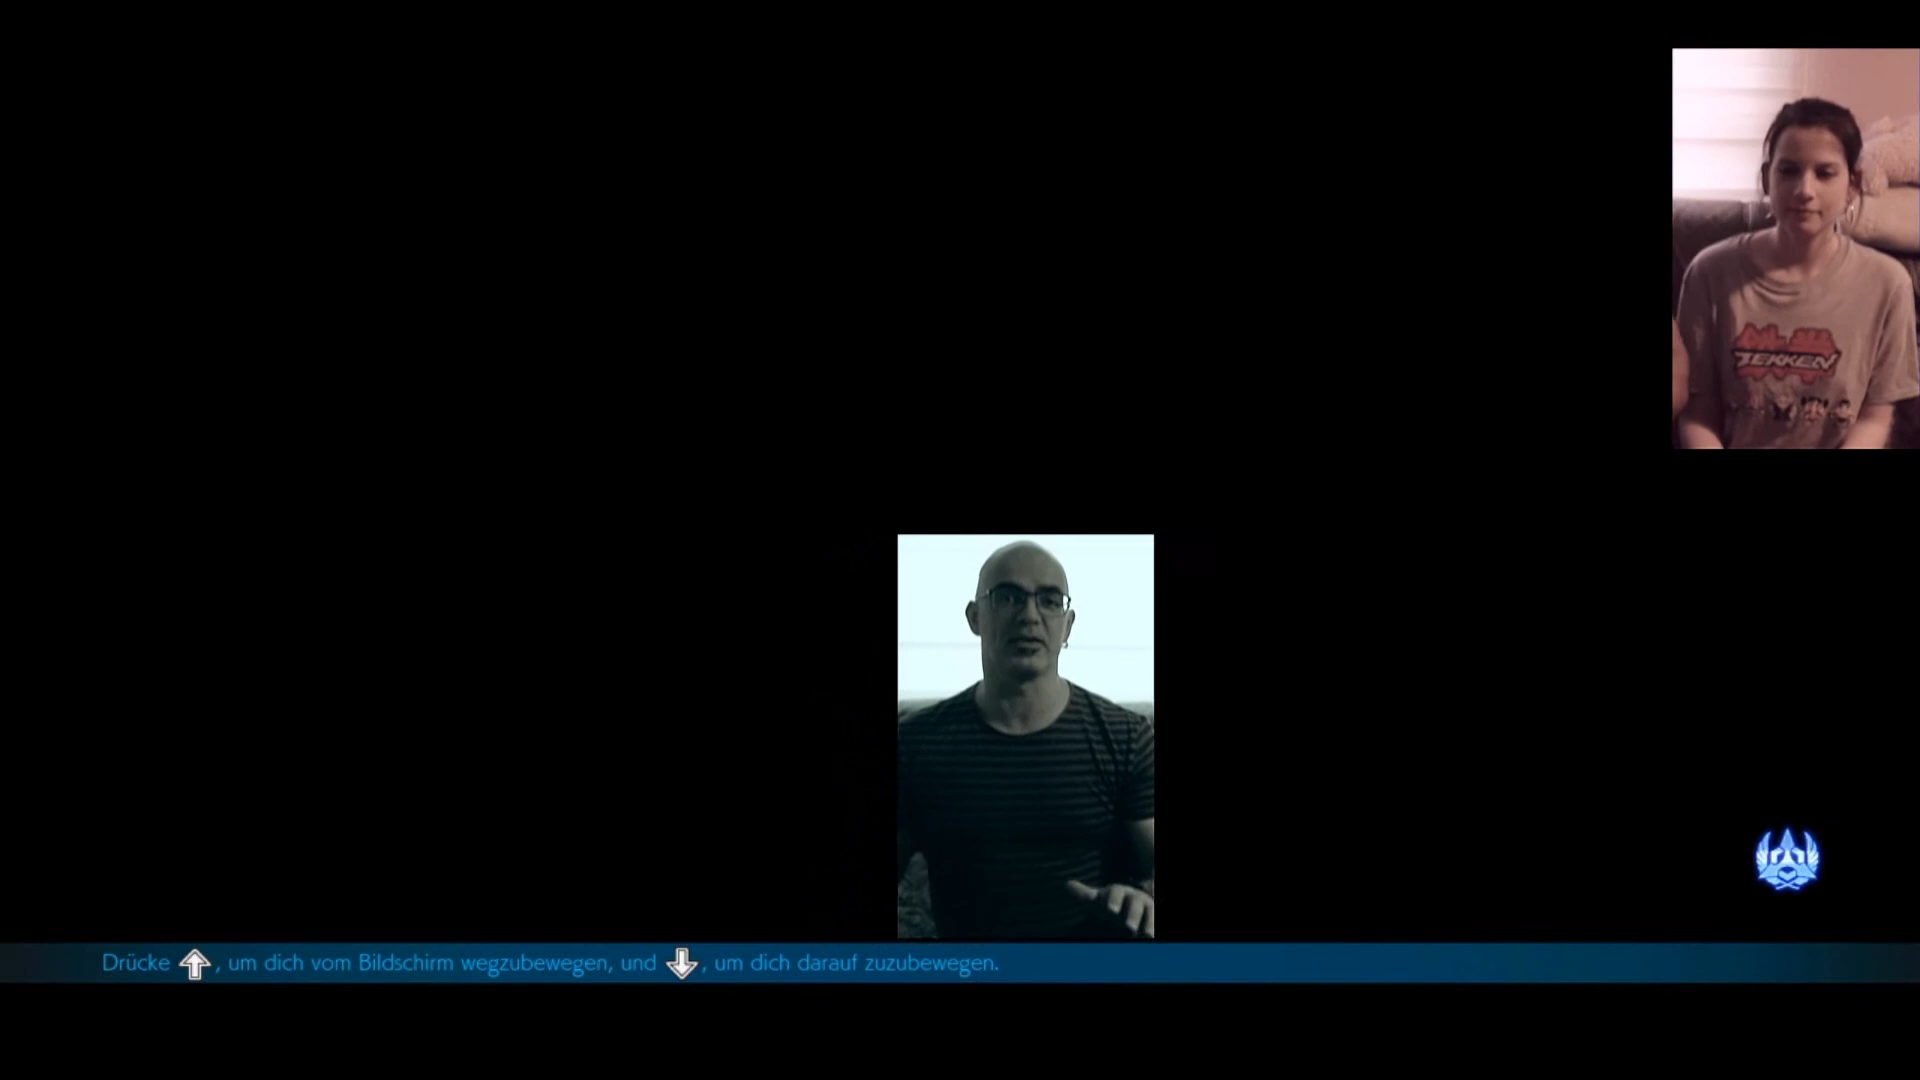 TEKKEN
Drücke , um dich vom Bildschirm wegzubewegen, und , um dich darauf zuzubewegen.